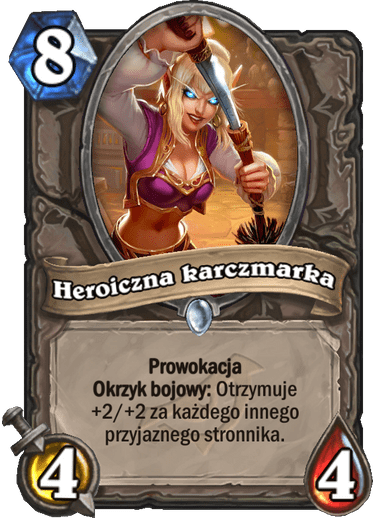 8
Heroiczna karczmarka
Prowokacja
Okrzyk bojowy: Otrzymuje
+2/+2 za każdego innego
przyjaznego stronnika.
4
4